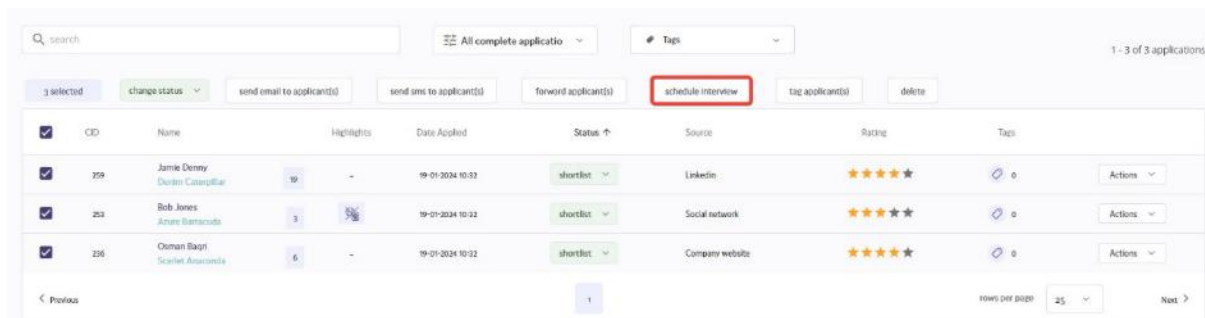 search
All complete applicatio
Tags
1 - 3 of 3 applications
3 selected
change status
send email to applicant(s)
send sms to applicant(s)
forword applicant(s)
schedule interview
tag applicant(s)
delete
CID Name Highlights Date Applied Status ↑ Source Rating Tags
259 Jamie Denny 19 - 19-01-2024 10:32 shortlist Linkedin 0 Actions
Denim Caterpillar
253 Bob Jones 3 19-01-2024 10:32 shortlist Social network 0 Actions
Azure Barracuda
236 Osman Baqri 6 - 19-01-2024 10:32 shortlist Company website 0 Actions
Scarlet Anaconda
Previous 1 rows per page 25 Next